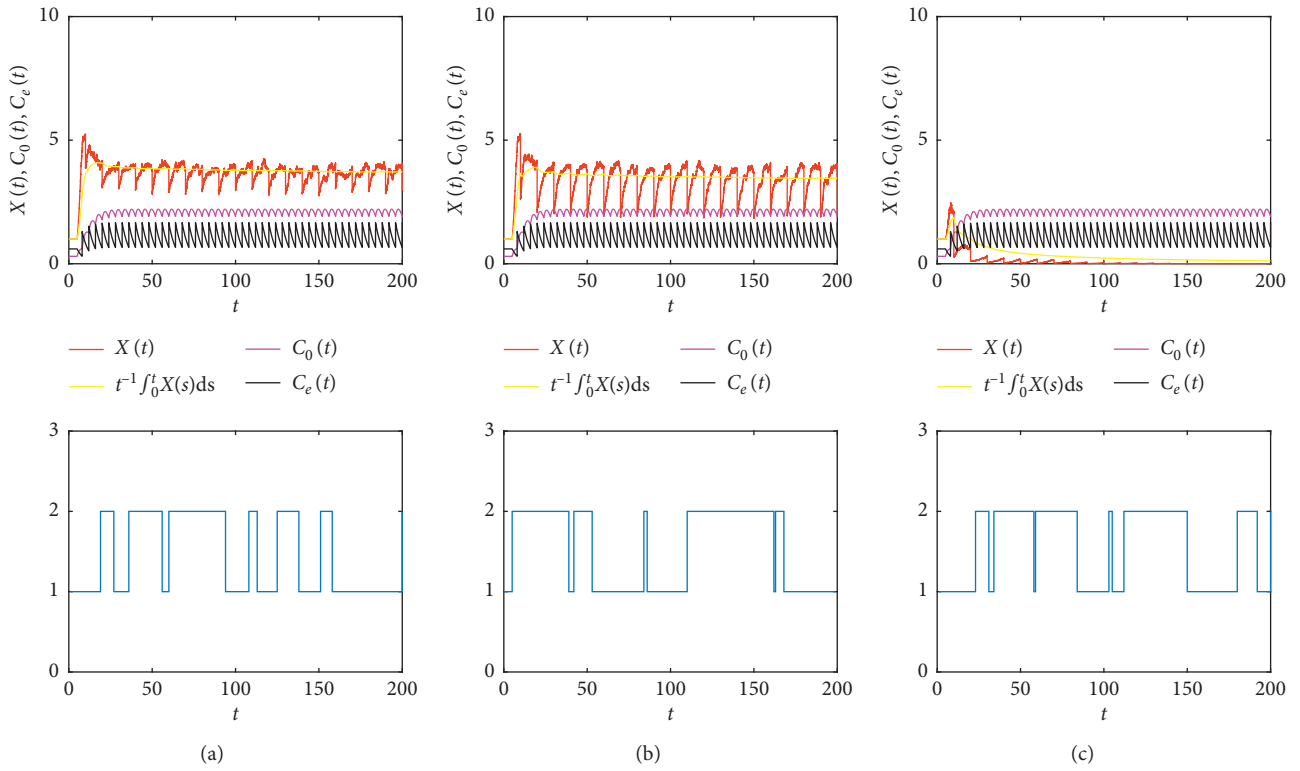 X (t), C₀ (t), Cₑ (t)
10
5
0
0 50 100 150 200
t
X (t)
C₀ (t)
t⁻¹∫₀ᵗX(s)ds
Cₑ (t)
3
2
1
0
0 50 100 150 200
t
(a)
X (t), C₀ (t), Cₑ (t)
10
5
0
0 50 100 150 200
t
X (t)
C₀ (t)
t⁻¹∫₀ᵗX(s)ds
Cₑ (t)
3
2
1
0
0 50 100 150 200
t
(b)
X (t), C₀ (t), Cₑ (t)
10
5
0
0 50 100 150 200
t
X (t)
C₀ (t)
t⁻¹∫₀ᵗX(s)ds
Cₑ (t)
3
2
1
0
0 50 100 150 200
t
(c)